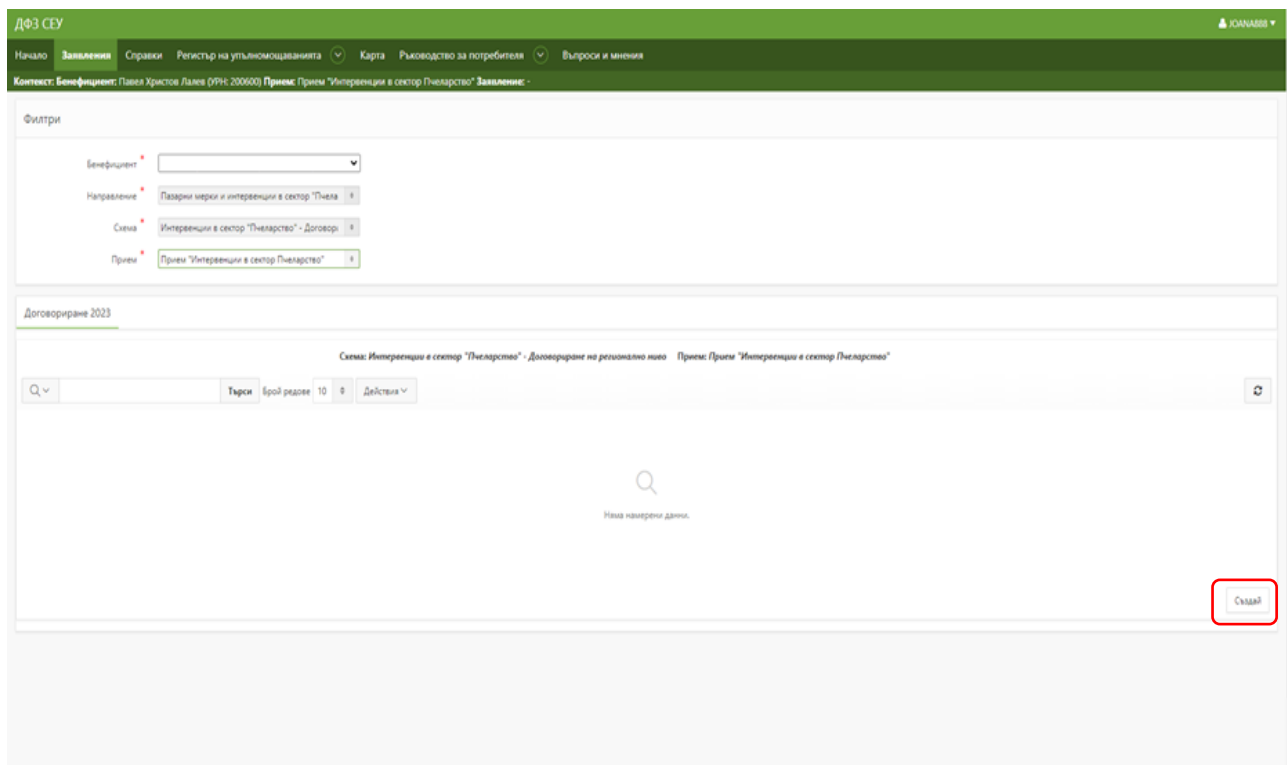 ДФЗ СЕУ
JOANA888
Начало Заявления Справки Регистър на упълномощаванията Карта Ръководство за потребителя Въпроси и мнения
Контекст: Бенефициент: Павел Христов Лалев (УРН: 200600) Прием: Прием "Интервенции в сектор Пчеларство" Заявление: -
Филтри
Бенефициент *
Направление * Пазарни мерки и интервенции в сектор "Пчела
Схема * Интервенции в сектор "Пчеларство" - Договори
Прием * Прием "Интервенции в сектор Пчеларство"
Договориране 2023
Схема: Интервенции в сектор "Пчеларство" - Договориране на регионално ниво Прием: Прием "Интервенции в сектор Пчеларство"
Търси Брой редове 10 Действия
Няма намерени данни.
Създай